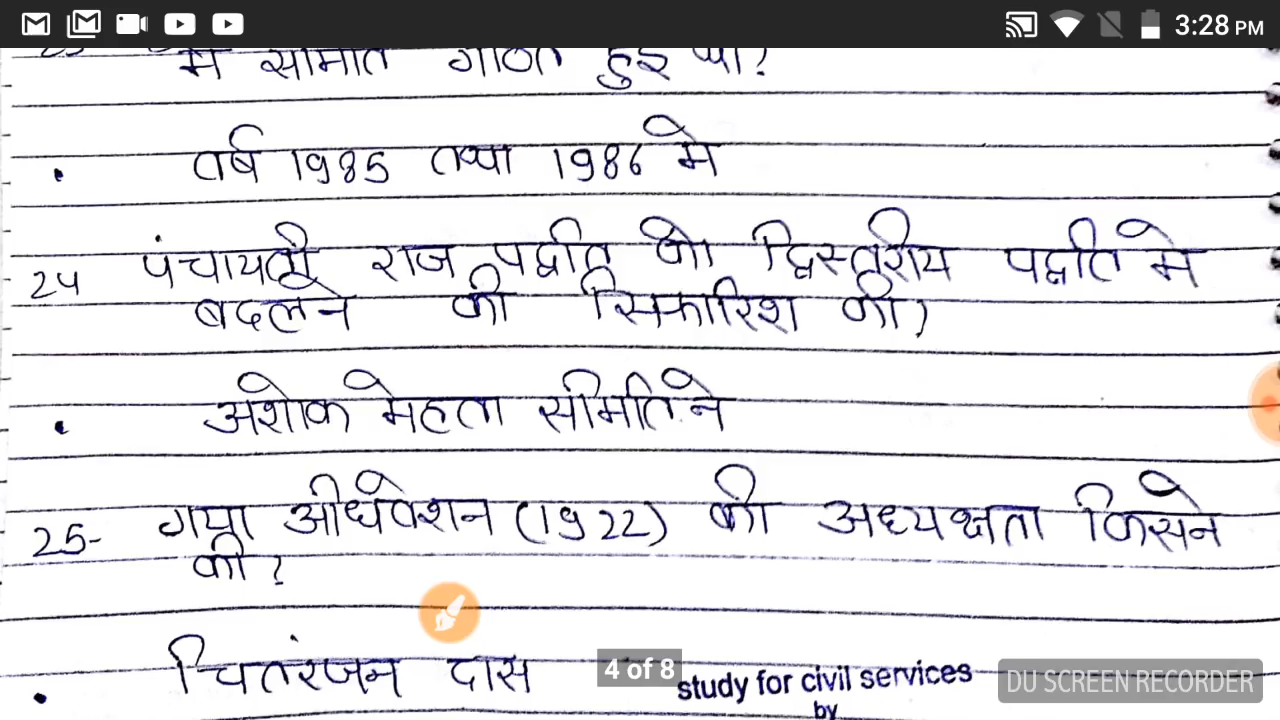 3:28 PM
में समिति गठित हुई थी?
वर्ष 1985 तथा 1986 मे
24 पंचायती राज पद्धति को द्विस्तरीय पद्धति मे
बदलने की सिफारिश की?
अशोक मेहता समिति ने
25- गया अधिवेशन (1922) की अध्यक्षता किसने
की?
चितरंजन दास
4 of 8
study for civil services
by
DU SCREEN RECORDER